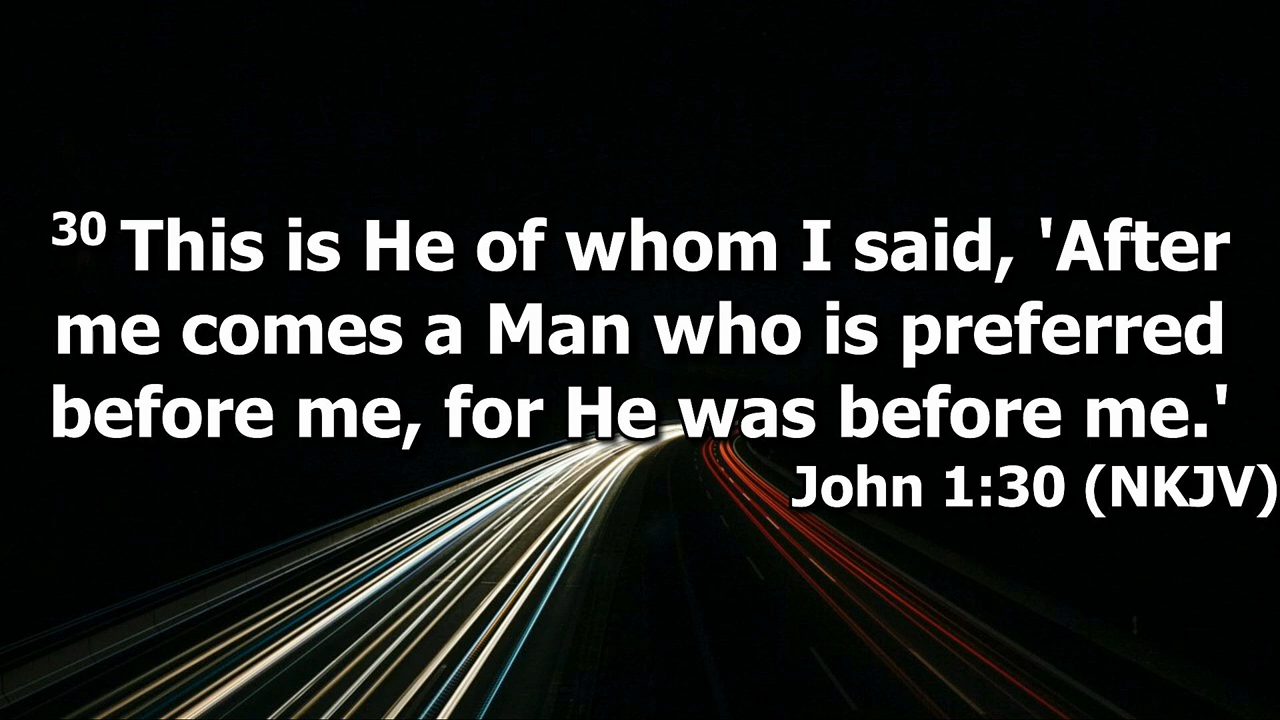 30 This is He of whom I said, 'After
me comes a Man who is preferred
before me, for He was before me.'
John 1:30 (NKJV)